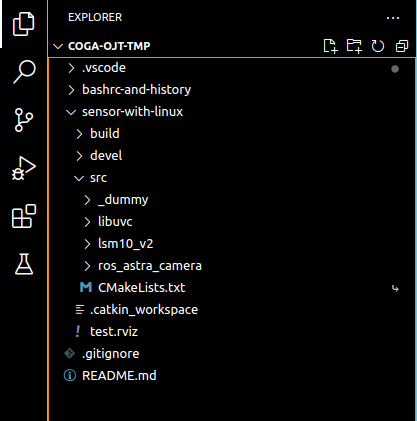 EXPLORER
COGA-OJT-TMP
.vscode
bashrc-and-history
sensor-with-linux
build
devel
src
_dummy
libuvc
lsm10_v2
ros_astra_camera
CMakeLists.txt
.catkin_workspace
test.rviz
.gitignore
README.md